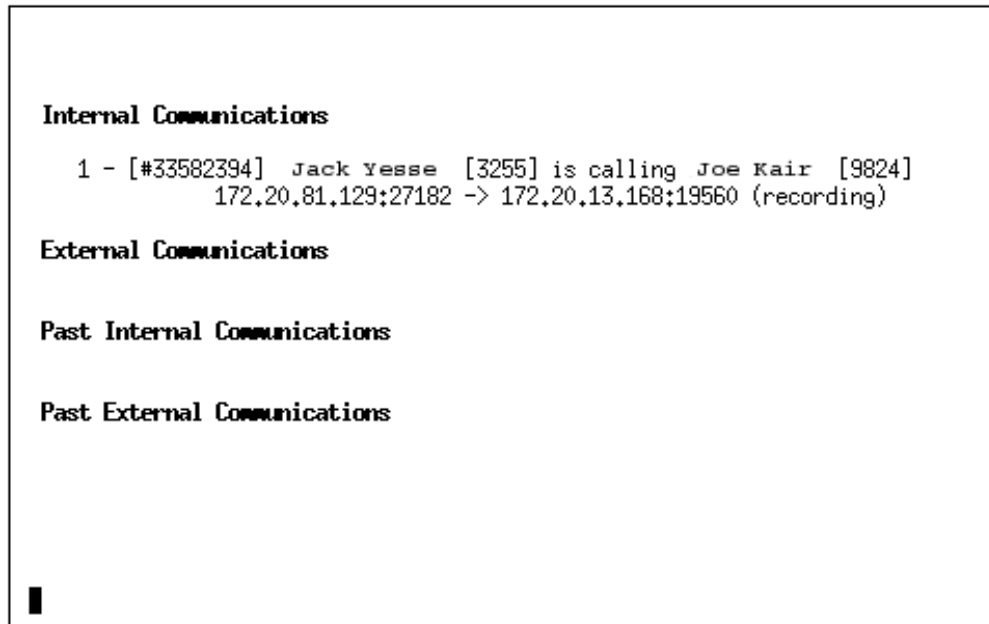 Internal Communications
1 - [#33582394] Jack Yesse [3255] is calling Joe Kair [9824]
172.20.81.129:27182 -> 172.20.13.168:19560 (recording)
External Communications
Past Internal Communications
Past External Communications